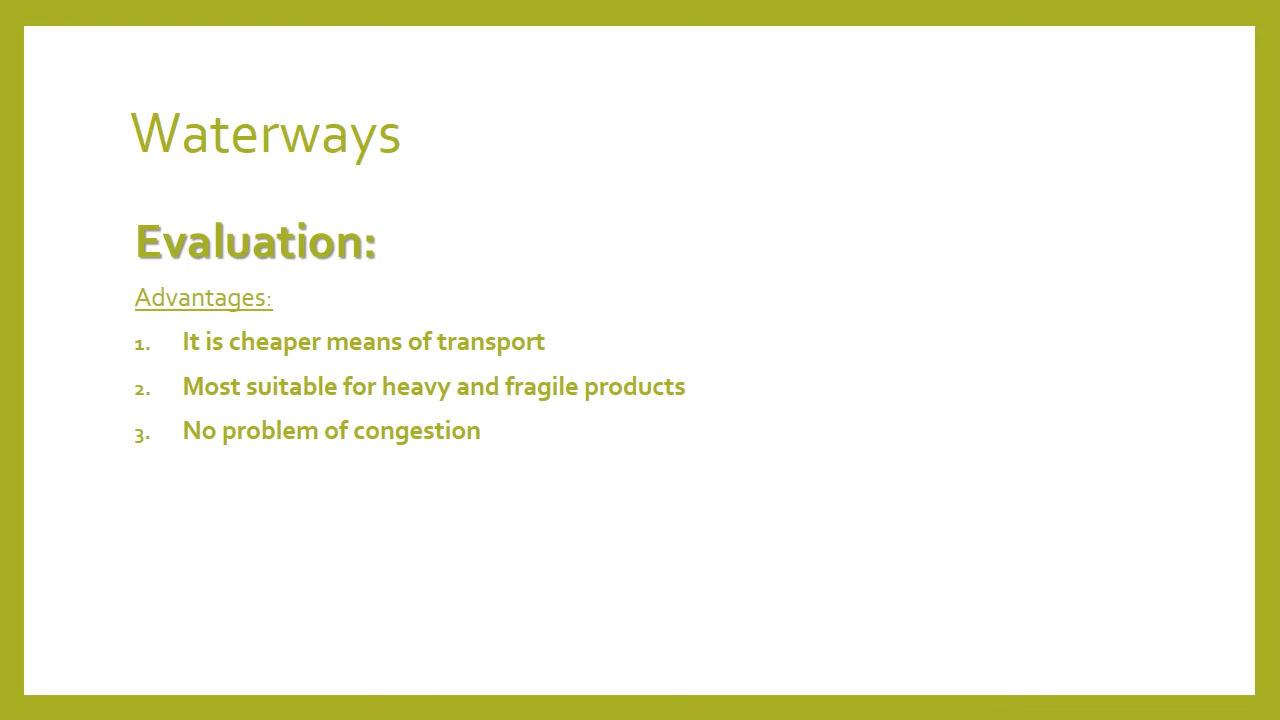 Waterways
Evaluation:
Advantages:
1. It is cheaper means of transport
2. Most suitable for heavy and fragile products
3. No problem of congestion